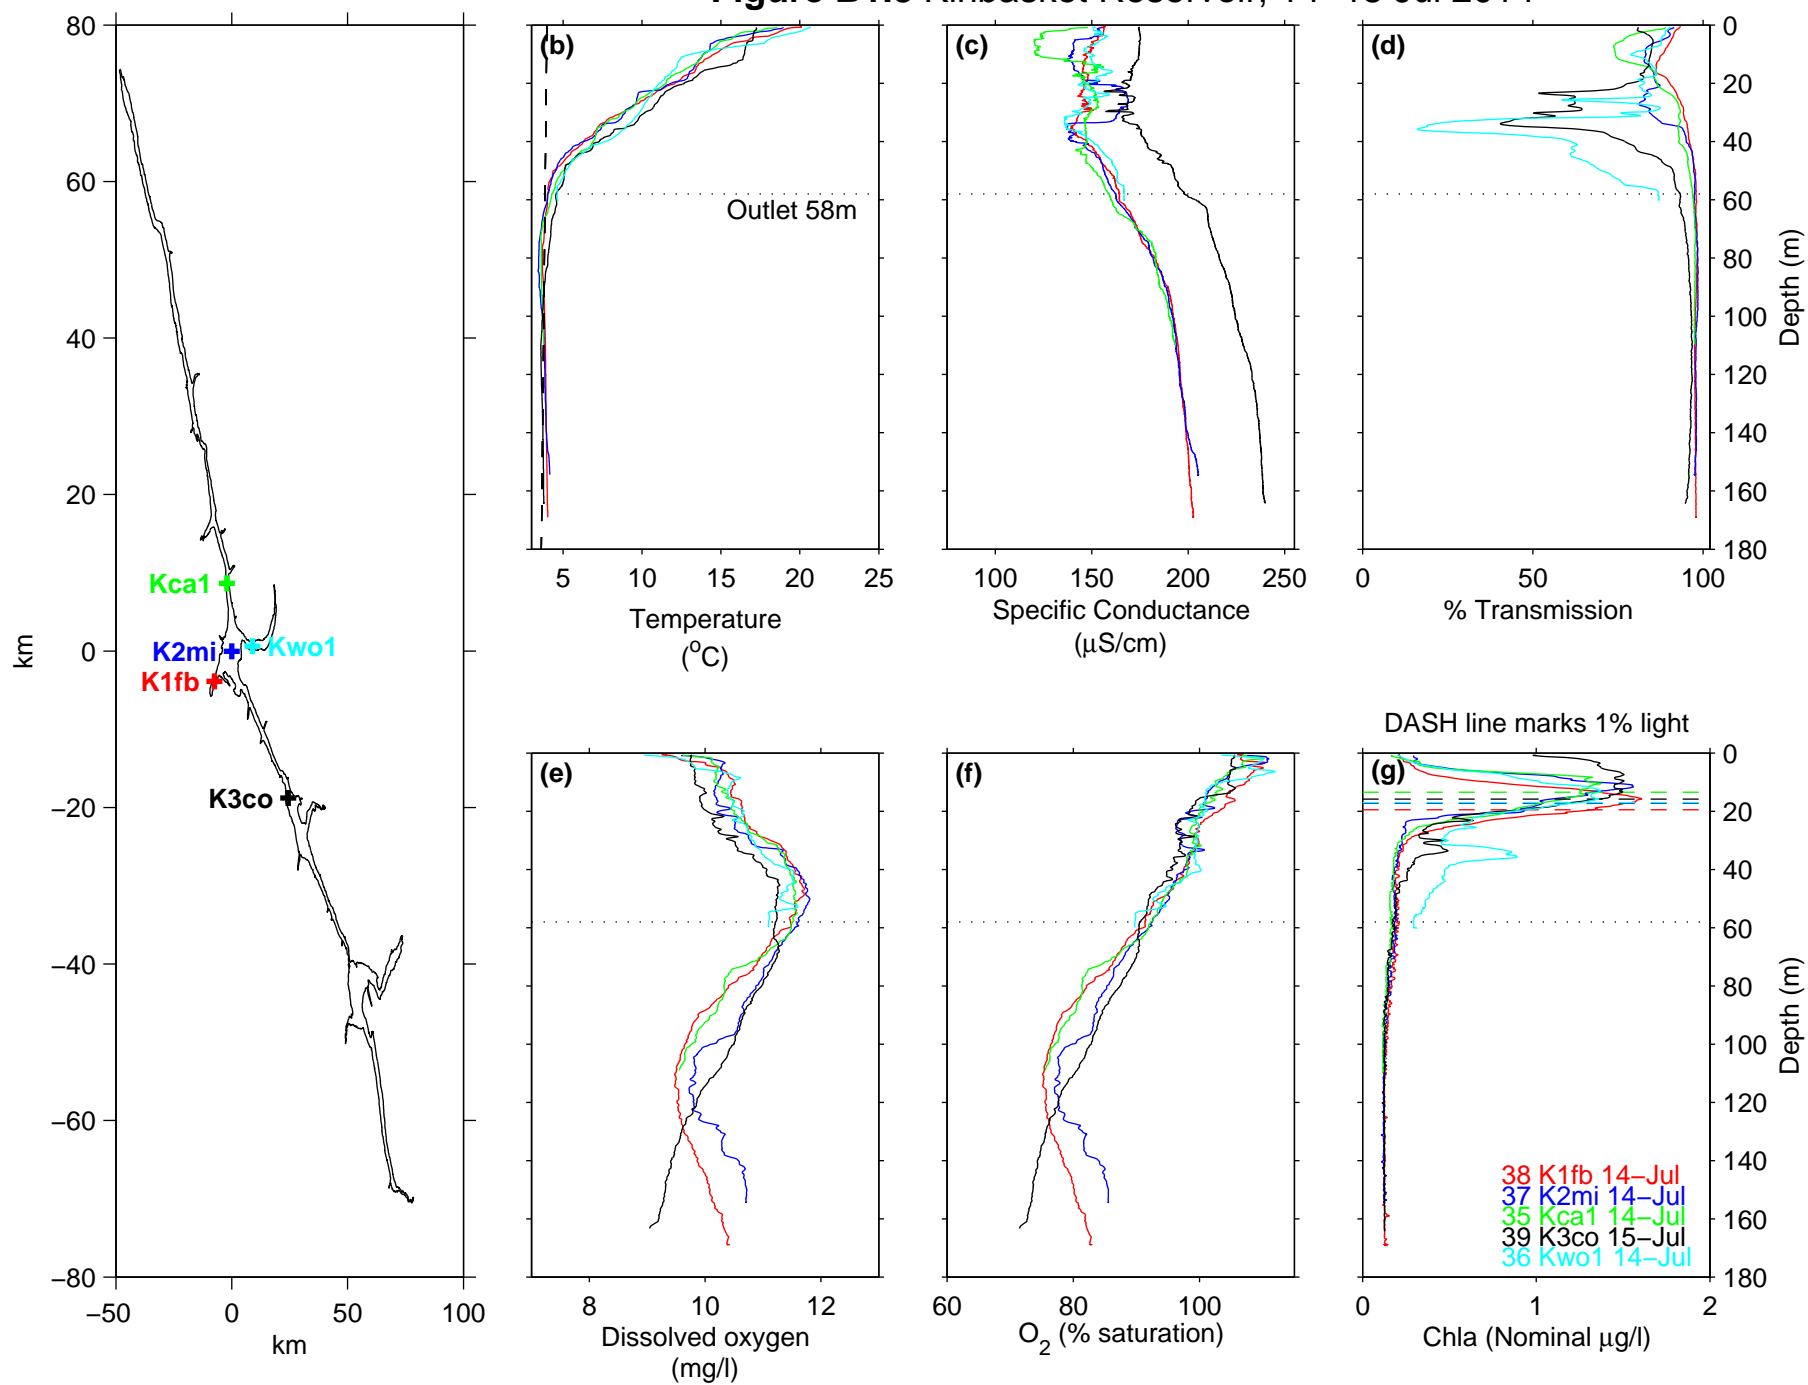 Figure Kinbasket Reservoir, Jul 2014
80
60
40
20
0
−20
−40
−60
−80
km
−50 0 50 100
km
Kca1
K2mi
Kwo1
K1fb
K3co
(b)
Outlet 58m
5 10 15 20 25
Temperature
(°C)
(c)
100 150 200 250
Specific Conductance
(μS/cm)
(d)
0 50 100
% Transmission
0
20
40
60
80
100
120
140
160
180
Depth (m)
(e)
8 10 12
Dissolved oxygen
(mg/l)
(f)
60 80 100
O2 (% saturation)
DASH line marks 1% light
(g)
38 K1fb 14−Jul
37 K2mi 14−Jul
35 Kca1 14−Jul
39 K3co 15−Jul
36 Kwo1 14−Jul
0 1 2
Chla (Nominal μg/l)
0
20
40
60
80
100
120
140
160
180
Depth (m)